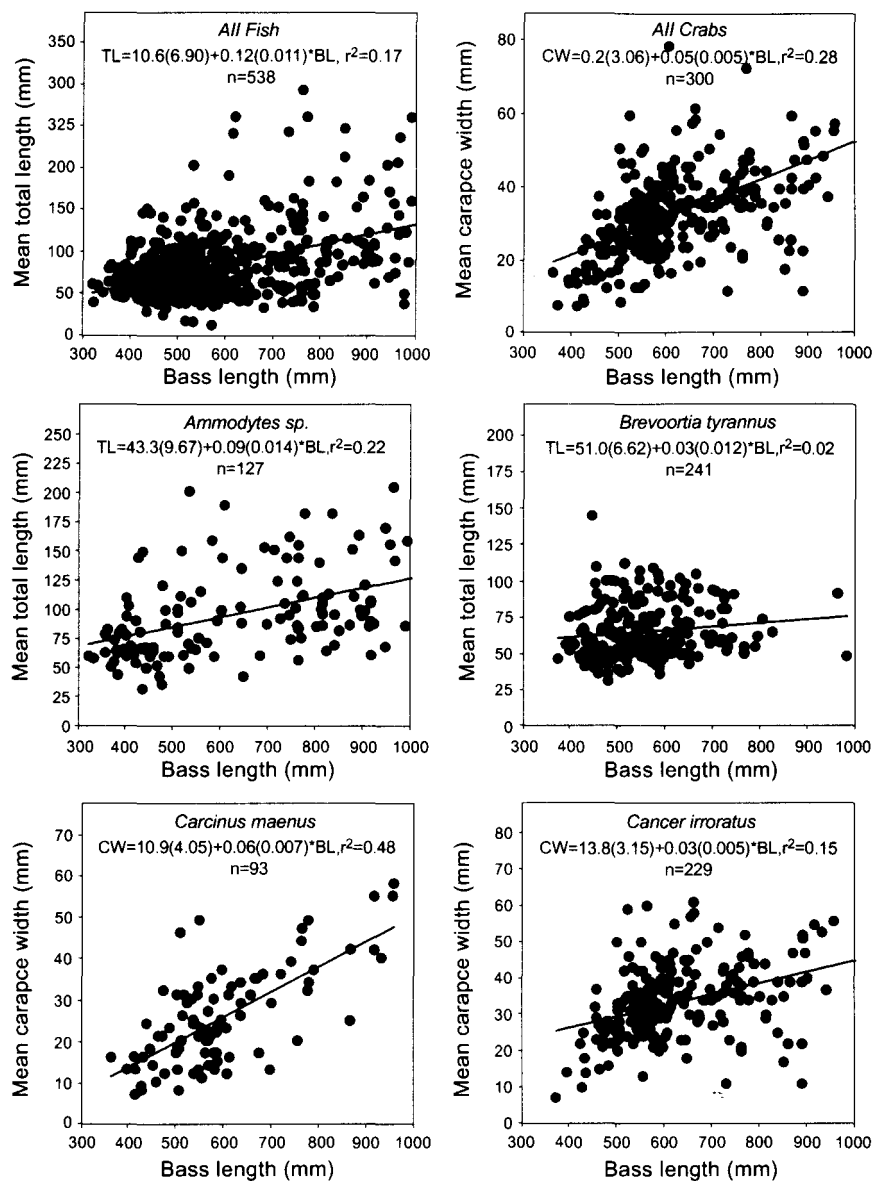 All Fish
TL=10.6(6.90)+0.12(0.011)*BL, r²=0.17
n=538
Mean total length (mm)
350
325
150
100
50
0
300 400 500 600 700 800 900 1000
Bass length (mm)
All Crabs
CW=0.2(3.06)+0.05(0.005)*BL,r²=0.28
n=300
Mean carapce width (mm)
80
60
40
20
0
300 400 500 600 700 800 900 1000
Bass length (mm)
Ammodytes sp.
TL=43.3(9.67)+0.09(0.014)*BL,r²=0.22
n=127
Mean total length (mm)
250
225
200
175
150
125
100
75
50
25
0
300 400 500 600 700 800 900 1000
Bass length (mm)
Brevoortia tyrannus
TL=51.0(6.62)+0.03(0.012)*BL,r²=0.02
n=241
Mean total length (mm)
200
175
150
125
100
75
50
25
0
300 400 500 600 700 800 900 1000
Bass length (mm)
Carcinus maenus
CW=10.9(4.05)+0.06(0.007)*BL,r²=0.48
n=93
Mean carapce width (mm)
70
60
50
40
30
20
10
0
300 400 500 600 700 800 900 1000
Bass length (mm)
Cancer irroratus
CW=13.8(3.15)+0.03(0.005)*BL,r²=0.15
n=229
Mean carapce width (mm)
80
70
60
50
40
30
20
10
0
300 400 500 600 700 800 900 1000
Bass length (mm)